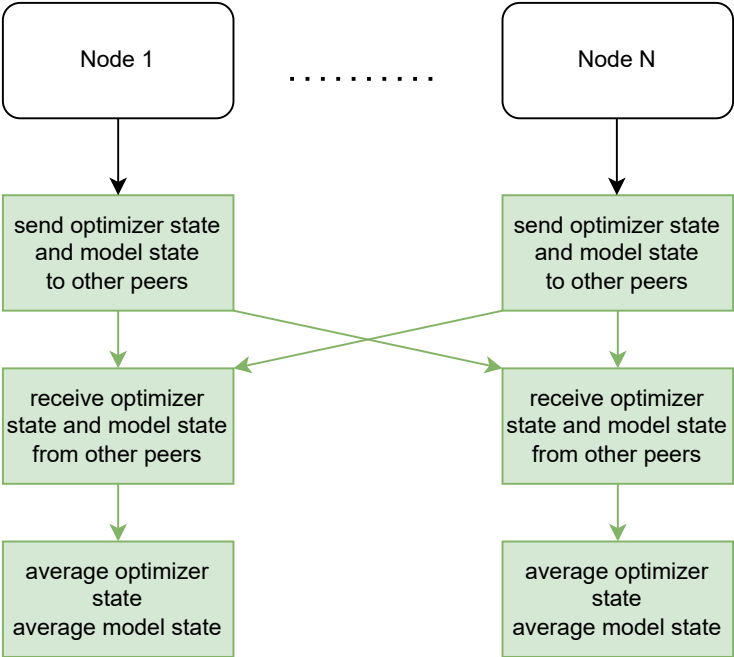 Node 1
..........
Node N
send optimizer state
and model state
to other peers
send optimizer state
and model state
to other peers
receive optimizer
state and model state
from other peers
receive optimizer
state and model state
from other peers
average optimizer
state
average model state
average optimizer
state
average model state